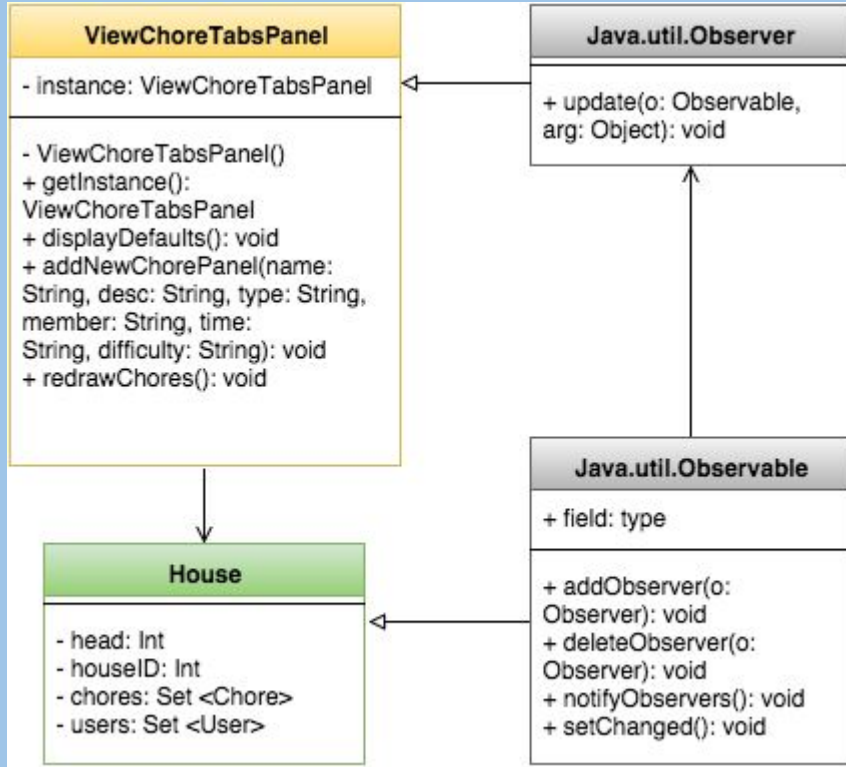 ViewChoreTabsPanel
- instance: ViewChoreTabsPanel
- ViewChoreTabsPanel()
+ getInstance():
ViewChoreTabsPanel
+ displayDefaults(): void
+ addNewChorePanel(name:
String, desc: String, type: String,
member: String, time:
String, difficulty: String): void
+ redrawChores(): void
Java.util.Observer
+ update(o: Observable,
arg: Object): void
House
- head: Int
- houseID: Int
- chores: Set <Chore>
- users: Set <User>
Java.util.Observable
+ field: type
+ addObserver(o:
Observer): void
+ deleteObserver(o:
Observer): void
+ notifyObservers(): void
+ setChanged(): void